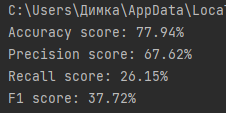 C:\Users\Димка\AppData\Loca
Accuracy score: 77.94%
Precision score: 67.62%
Recall score: 26.15%
F1 score: 37.72%